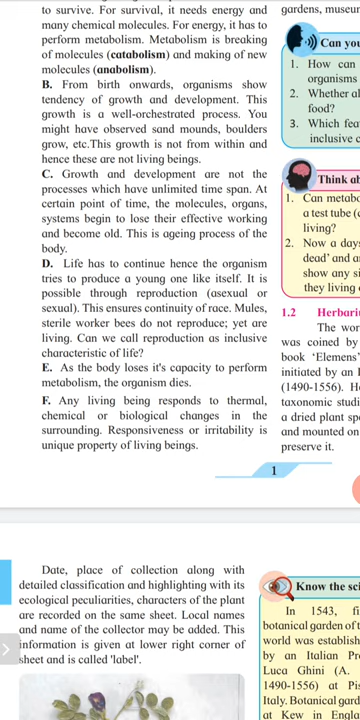 to survive. For survival, it needs energy and
many chemical molecules. For energy, it has to
perform metabolism. Metabolism is breaking
of molecules (catabolism) and making of new
molecules (anabolism).
B. From birth onwards, organisms show
tendency of growth and development. This
growth is a well-orchestrated process. You
might have observed sand mounds, boulders
grow, etc.This growth is not from within and
hence these are not living beings.
C. Growth and development are not the
processes which have unlimited time span. At
certain point of time, the molecules, organs,
systems begin to lose their effective working
and become old. This is ageing process of the
body.
D. Life has to continue hence the organism
tries to produce a young one like itself. It is
possible through reproduction (asexual or
sexual). This ensures continuity of race. Mules,
sterile worker bees do not reproduce; yet are
living. Can we call reproduction as inclusive
characteristic of life?
E. As the body loses it's capacity to perform
metabolism, the organism dies.
F. Any living being responds to thermal,
chemical or biological changes in the
surrounding. Responsiveness or irritability is
unique property of living beings.
gardens, museum
Can you
1. How can
organisms
2. Whether al
food?
3. Which fea
inclusive c
Think ab
1. Can metabo
a test tube (
living?
2. Now a days
dead' and a
show any si
they living
1.2 Herbari
The wor
was coined by
book 'Elemens'
initiated by an I
(1490-1556). H
taxonomic studi
a dried plant sp
and mounted on
preserve it.
1
Date, place of collection along with
detailed classification and highlighting with its
ecological peculiarities, characters of the plant
are recorded on the same sheet. Local names
and name of the collector may be added. This
information is given at lower right corner of
sheet and is called 'label'.
Know the sci
In 1543, fi
botanical garden of t
world was establish
by an Italian Pr
Luca Ghini (A.
1490-1556) at Pis
Italy. Botanical gard
at Kew in Engla